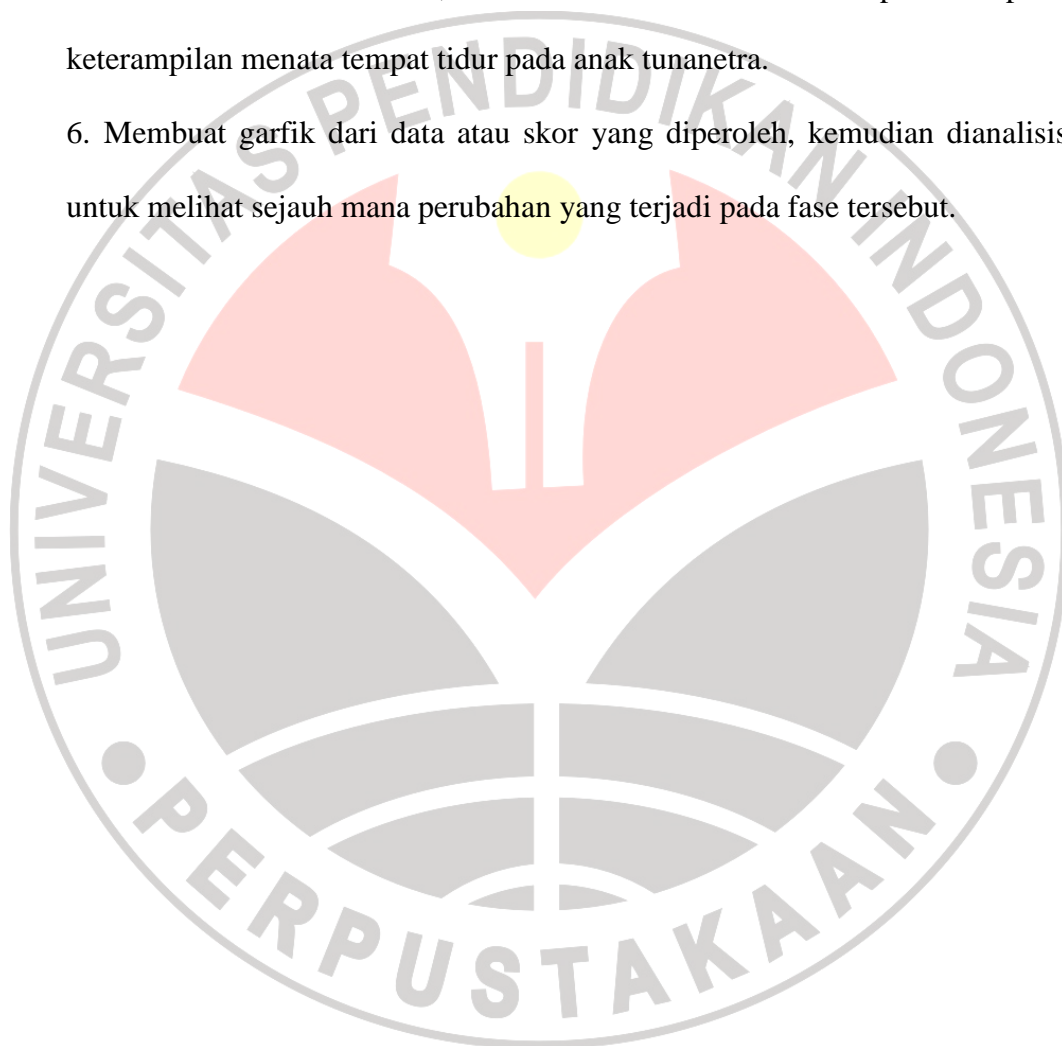 keterampilan menata tempat tidur pada anak tunanetra.
6. Membuat garfik dari data atau skor yang diperoleh, kemudian dianalisis
untuk melihat sejauh mana perubahan yang terjadi pada fase tersebut.
UNIVERSITAS PENDIDIKAN INDONESIA
PERPUSTAKAAN